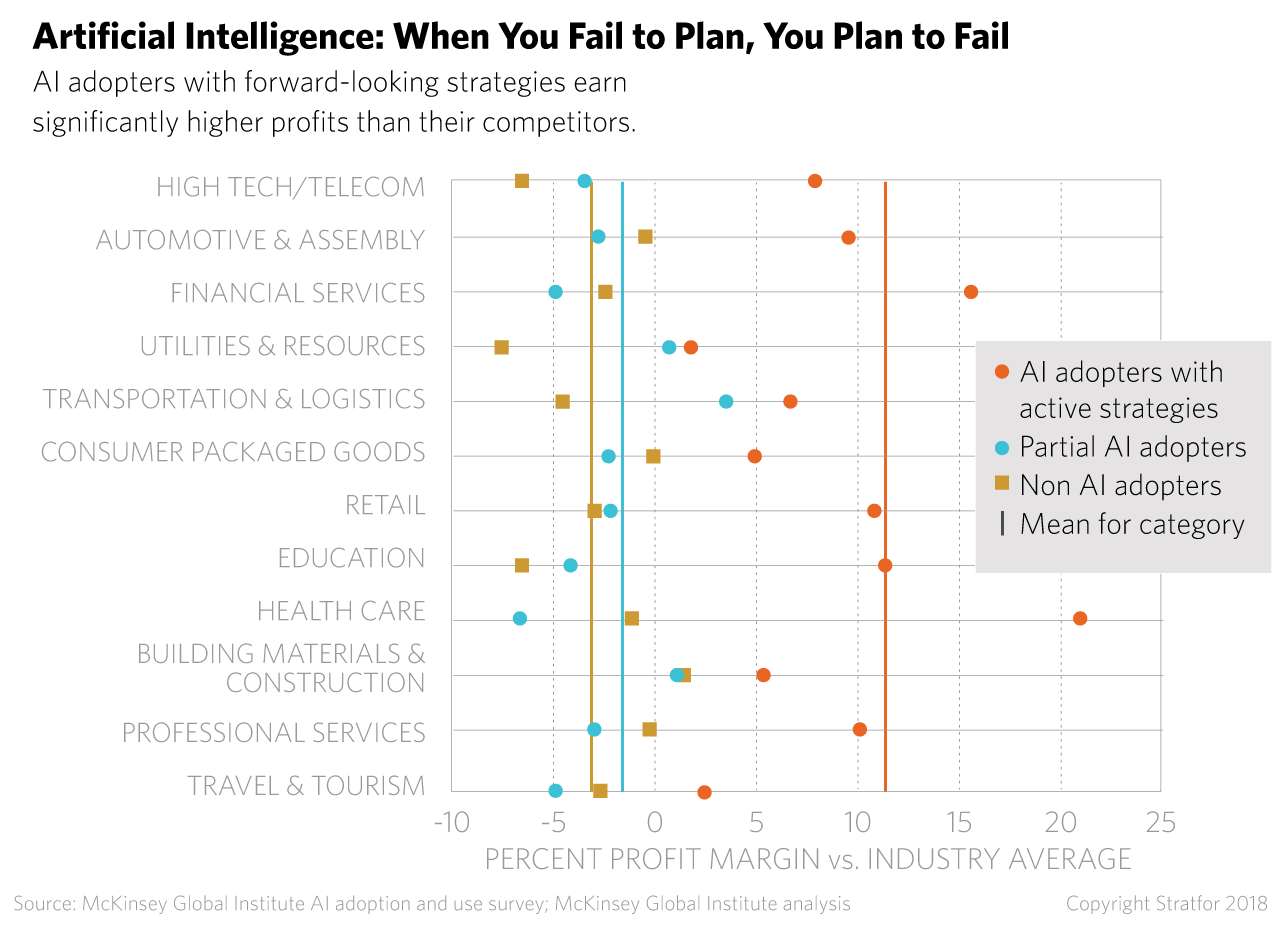 Artificial Intelligence: When You Fail to Plan, You Plan to Fail
AI adopters with forward-looking strategies earn
significantly higher profits than their competitors.
HIGH TECH/TELECOM
AUTOMOTIVE & ASSEMBLY
FINANCIAL SERVICES
UTILITIES & RESOURCES
TRANSPORTATION & LOGISTICS
CONSUMER PACKAGED GOODS
RETAIL
EDUCATION
HEALTH CARE
BUILDING MATERIALS &
CONSTRUCTION
PROFESSIONAL SERVICES
TRAVEL & TOURISM
AI adopters with
active strategies
Partial AI adopters
Non AI adopters
Mean for category
-10 -5 0 5 10 15 20 25
PERCENT PROFIT MARGIN vs. INDUSTRY AVERAGE
Source: McKinsey Global Institute AI adoption and use survey; McKinsey Global Institute analysis
Copyright Stratfor 2018